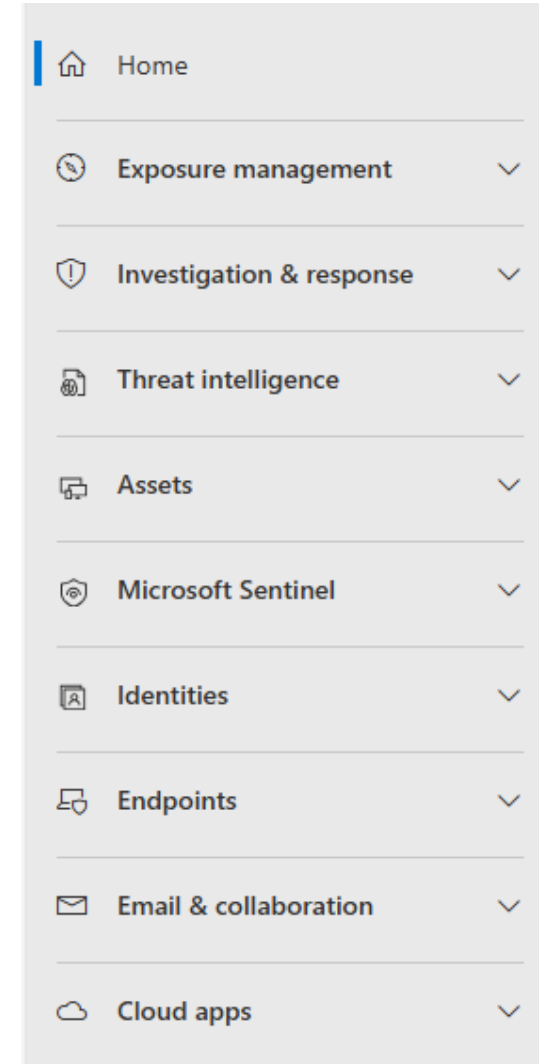 Home
Exposure management
Investigation & response
Threat intelligence
Assets
Microsoft Sentinel
Identities
Endpoints
Email & collaboration
Cloud apps